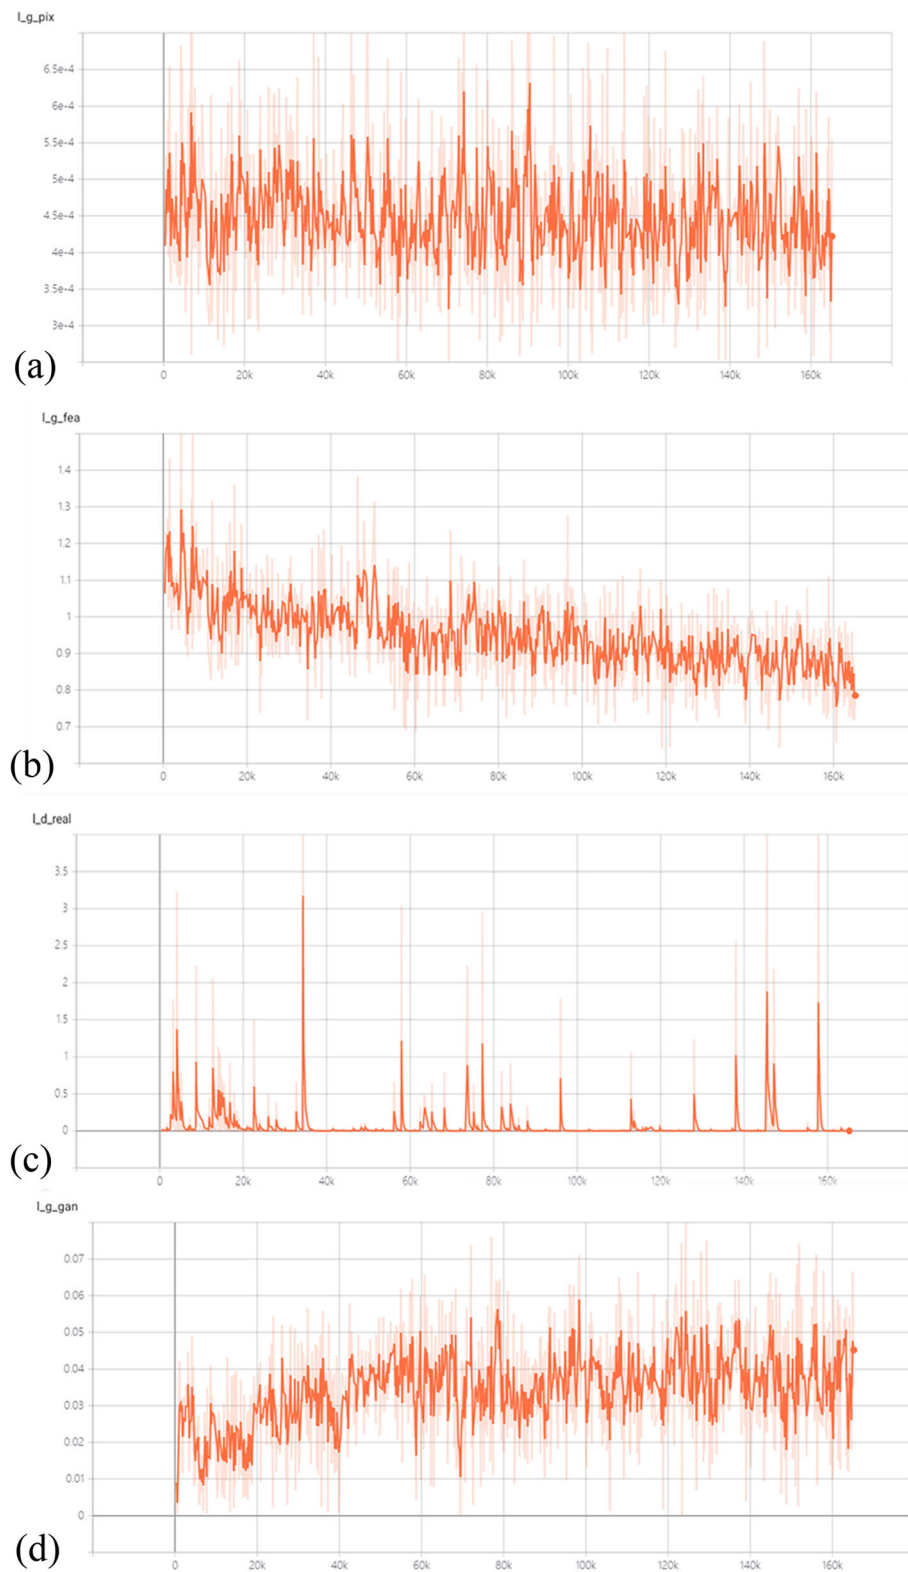 l_g_pix
6.5e-4
6e-4
5.5e-4
5e-4
4.5e-4
4e-4
3.5e-4
3e-4
(a)
0 20k 40k 60k 80k 100k 120k 140k 160k
l_g_fea
1.4
1.3
1.2
1.1
1
0.9
0.8
0.7
(b)
0 20k 40k 60k 80k 100k 120k 140k 160k
l_d_real
3.5
3
2.5
2
1.5
1
0.5
0
(c)
0 20k 40k 60k 80k 100k 120k 140k 160k
l_g_gan
0.07
0.06
0.05
0.04
0.03
0.02
0.01
0
(d)
0 20k 40k 60k 80k 100k 120k 140k 160k